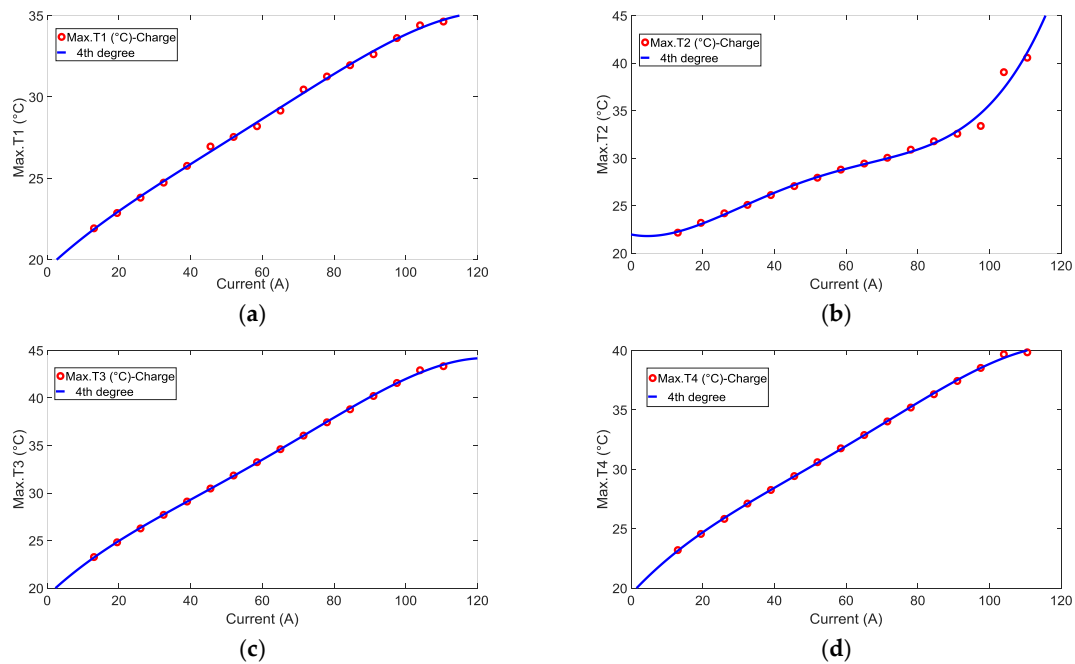 35
30
25
20
Max.T1 (°C)
Max.T1 (°C)-Charge
4th degree
0 20 40 60 80 100 120
Current (A)
(a)
45
40
35
30
25
20
Max.T2 (°C)
Max.T2 (°C)-Charge
4th degree
0 20 40 60 80 100 120
Current (A)
(b)
45
40
35
30
25
20
Max.T3 (°C)
Max.T3 (°C)-Charge
4th degree
0 20 40 60 80 100 120
Current (A)
(c)
40
35
30
25
20
Max.T4 (°C)
Max.T4 (°C)-Charge
4th degree
0 20 40 60 80 100 120
Current (A)
(d)